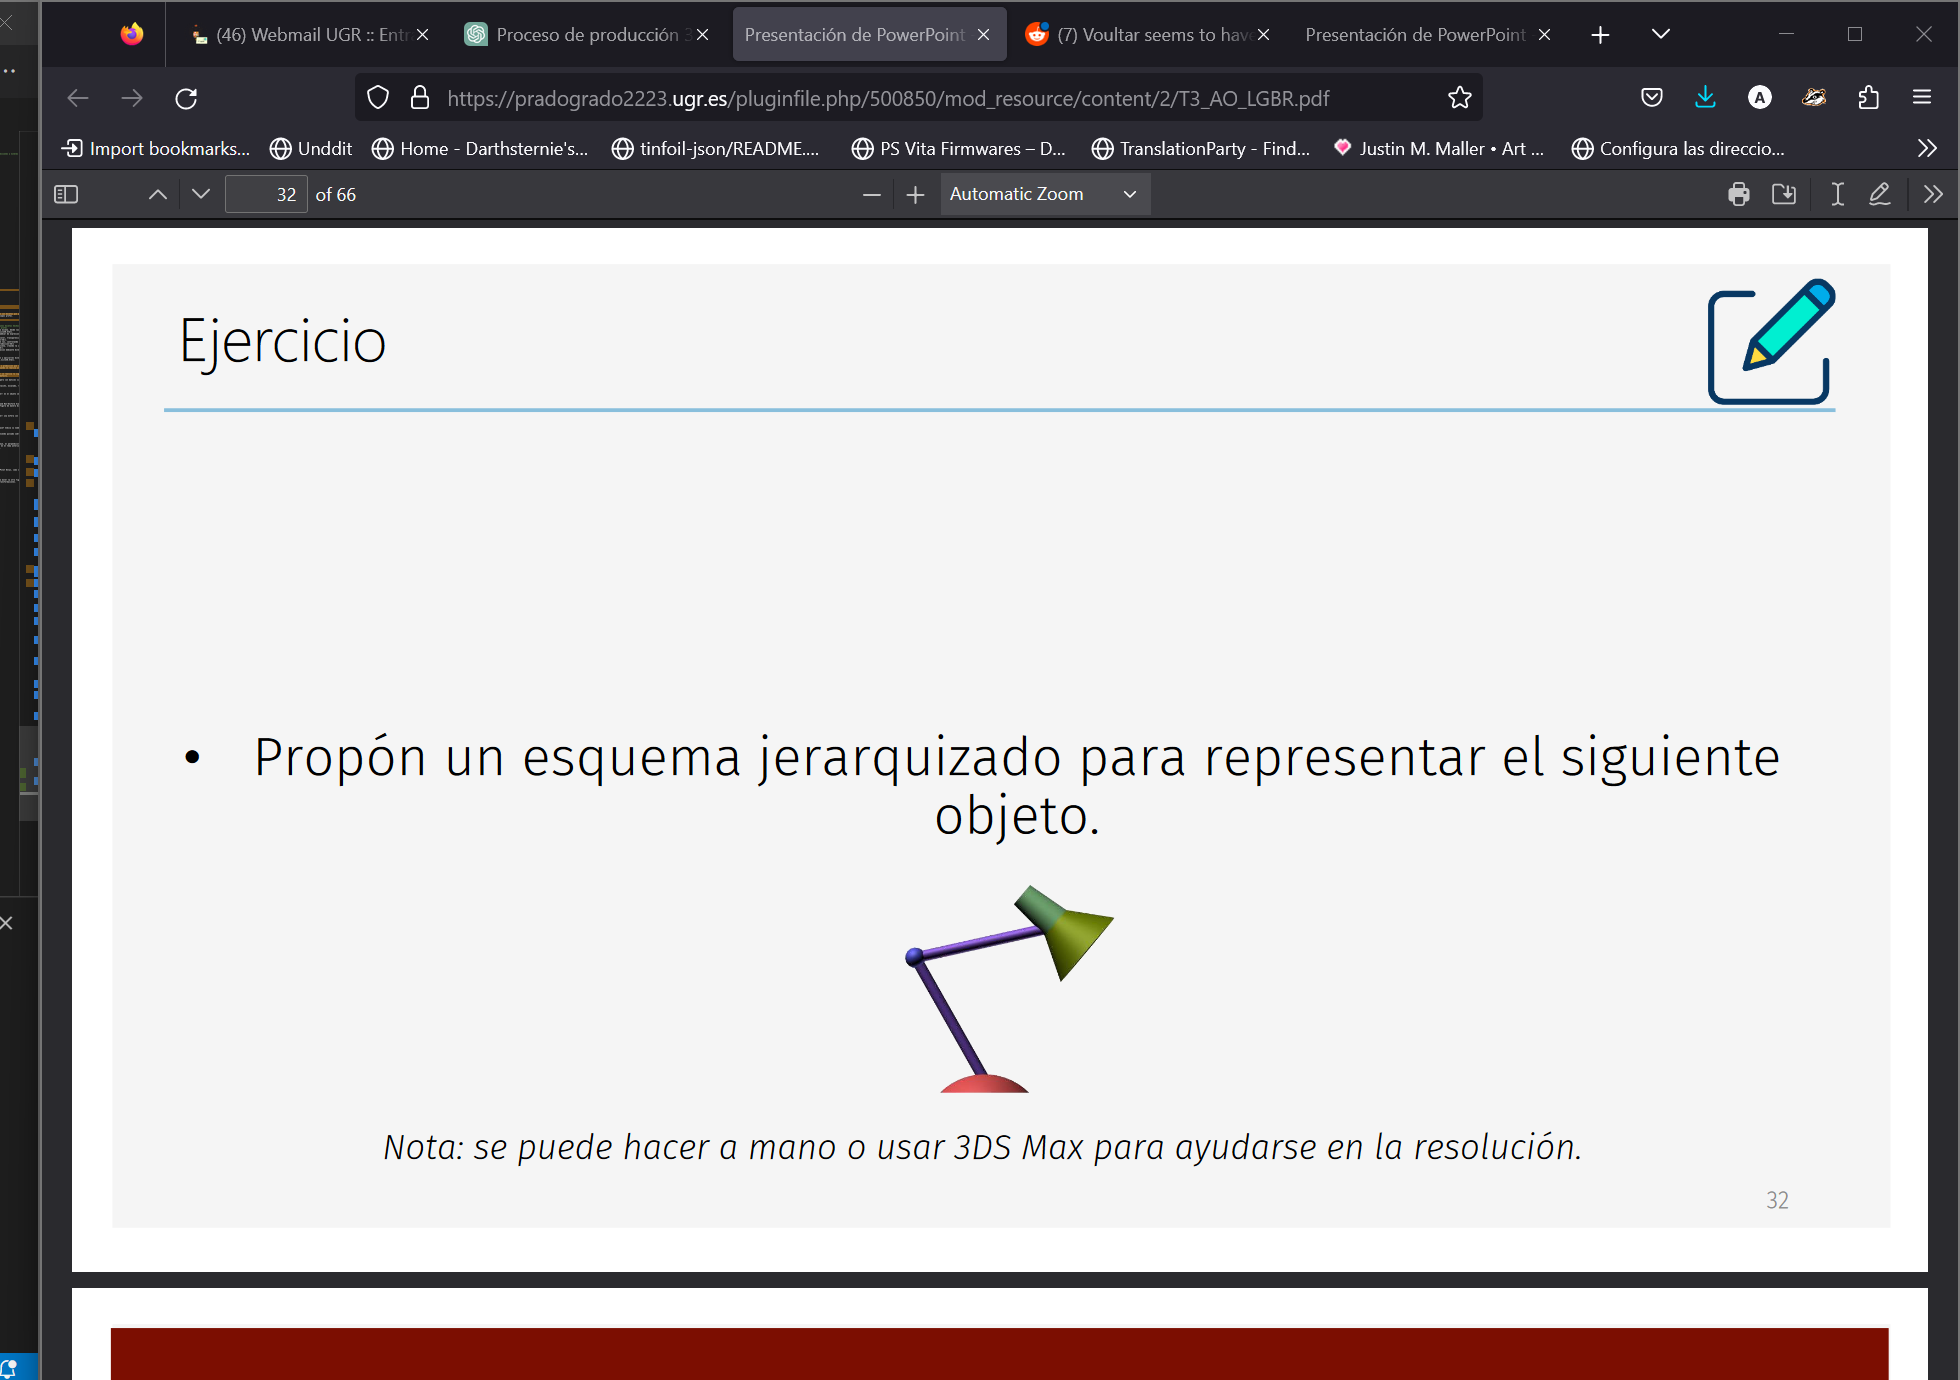 (46) Webmail UGR :: Entr
Proceso de producción 3
Presentación de PowerPoint
(7) Voultar seems to have
Presentación de PowerPoint
https://pradogrado2223.ugr.es/pluginfile.php/500850/mod_resource/content/2/T3_AO_LGBR.pdf
A
Import bookmarks...
Unddit
Home - Darthsternie's...
tinfoil-json/README....
PS Vita Firmwares – D...
TranslationParty - Find...
Justin M. Maller • Art ...
Configura las direccio...
32 of 66
Automatic Zoom
Ejercicio
• Propón un esquema jerarquizado para representar el siguiente
objeto.
Nota: se puede hacer a mano o usar 3DS Max para ayudarse en la resolución.
32